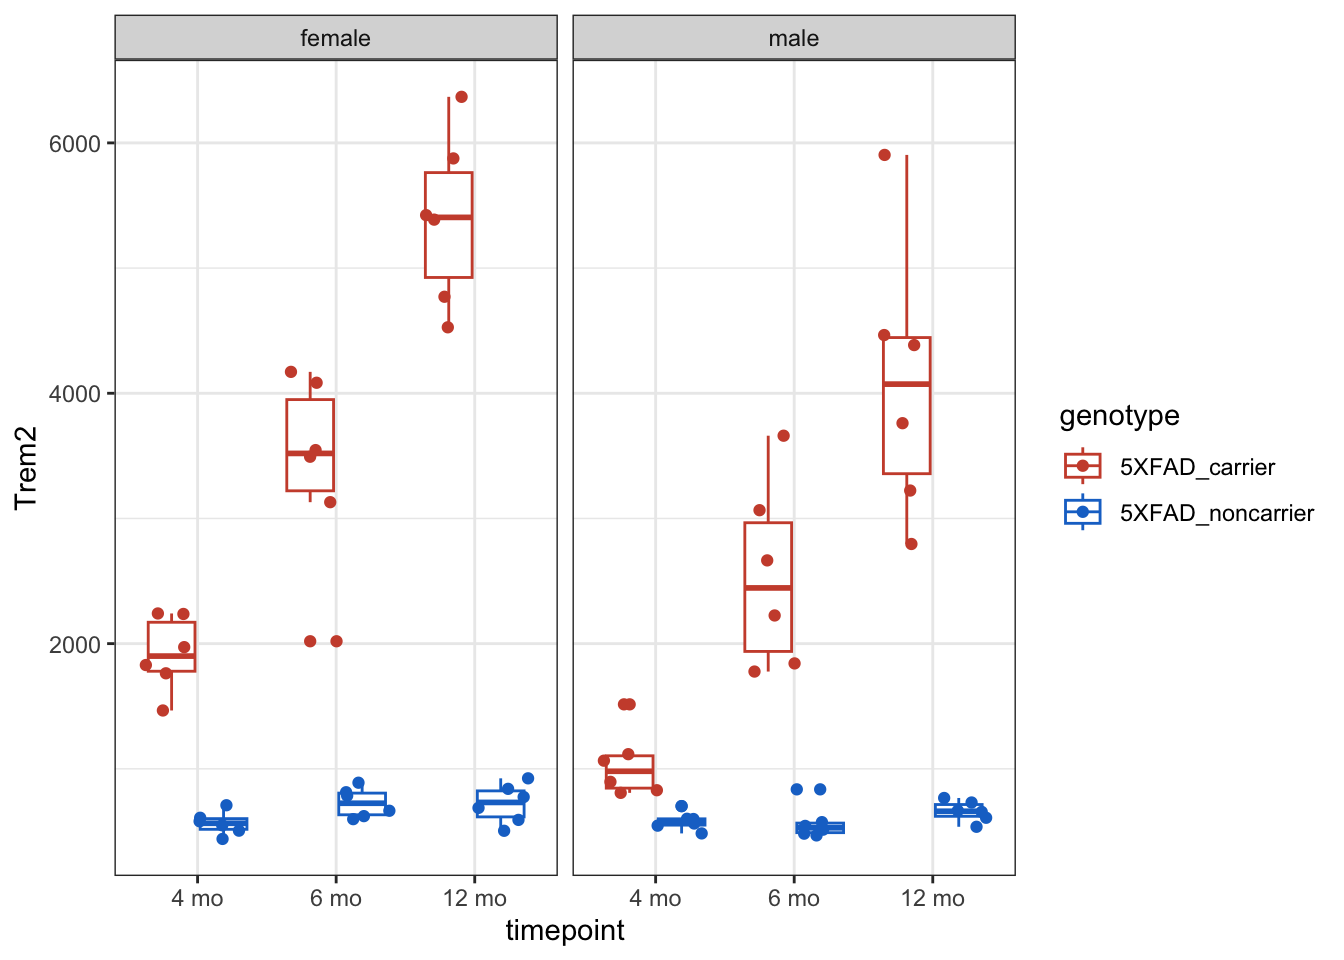 female
male
6000
4000
2000
Trem2
4 mo
6 mo
12 mo
4 mo
6 mo
12 mo
timepoint
genotype
5XFAD_carrier
5XFAD_noncarrier